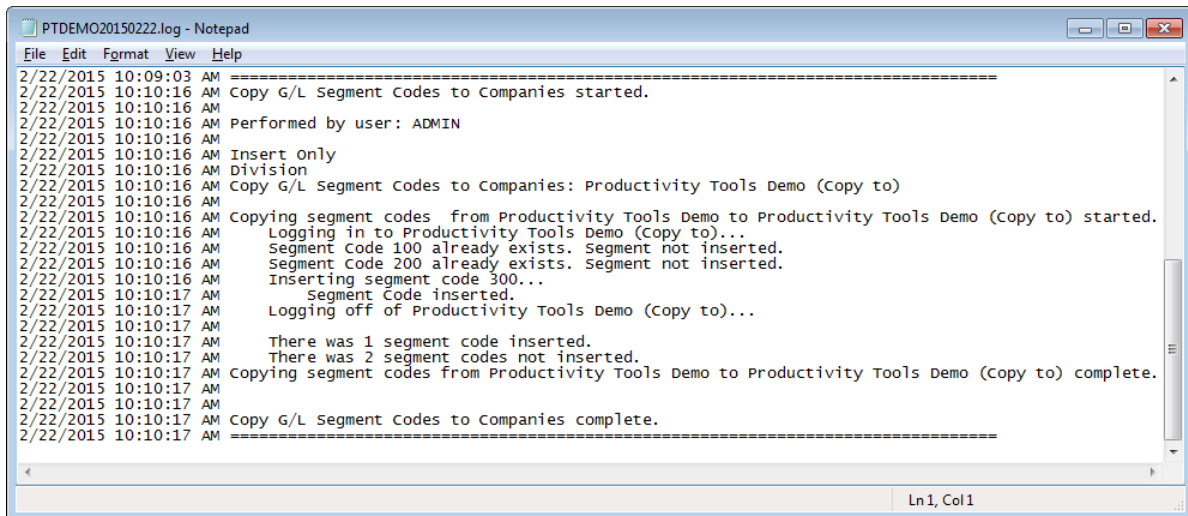 PTDEMO20150222.log - Notepad
File Edit Format View Help
2/22/2015 10:09:03 AM ================================================================================
2/22/2015 10:10:16 AM Copy G/L Segment Codes to Companies started.
2/22/2015 10:10:16 AM
2/22/2015 10:10:16 AM Performed by user: ADMIN
2/22/2015 10:10:16 AM
2/22/2015 10:10:16 AM Insert Only
2/22/2015 10:10:16 AM Division
2/22/2015 10:10:16 AM Copy G/L Segment Codes to Companies: Productivity Tools Demo (Copy to)
2/22/2015 10:10:16 AM
2/22/2015 10:10:16 AM Copying segment codes  from Productivity Tools Demo to Productivity Tools Demo (Copy to) started.
2/22/2015 10:10:16 AM     Logging in to Productivity Tools Demo (Copy to)...
2/22/2015 10:10:16 AM     Segment Code 100 already exists. Segment not inserted.
2/22/2015 10:10:16 AM     Segment Code 200 already exists. Segment not inserted.
2/22/2015 10:10:16 AM     Inserting segment code 300...
2/22/2015 10:10:17 AM         Segment Code inserted.
2/22/2015 10:10:17 AM     Logging off of Productivity Tools Demo (Copy to)...
2/22/2015 10:10:17 AM
2/22/2015 10:10:17 AM     There was 1 segment code inserted.
2/22/2015 10:10:17 AM     There was 2 segment codes not inserted.
2/22/2015 10:10:17 AM Copying segment codes from Productivity Tools Demo to Productivity Tools Demo (Copy to) complete.
2/22/2015 10:10:17 AM
2/22/2015 10:10:17 AM
2/22/2015 10:10:17 AM Copy G/L Segment Codes to Companies complete.
2/22/2015 10:10:17 AM ================================================================================
Ln 1, Col 1